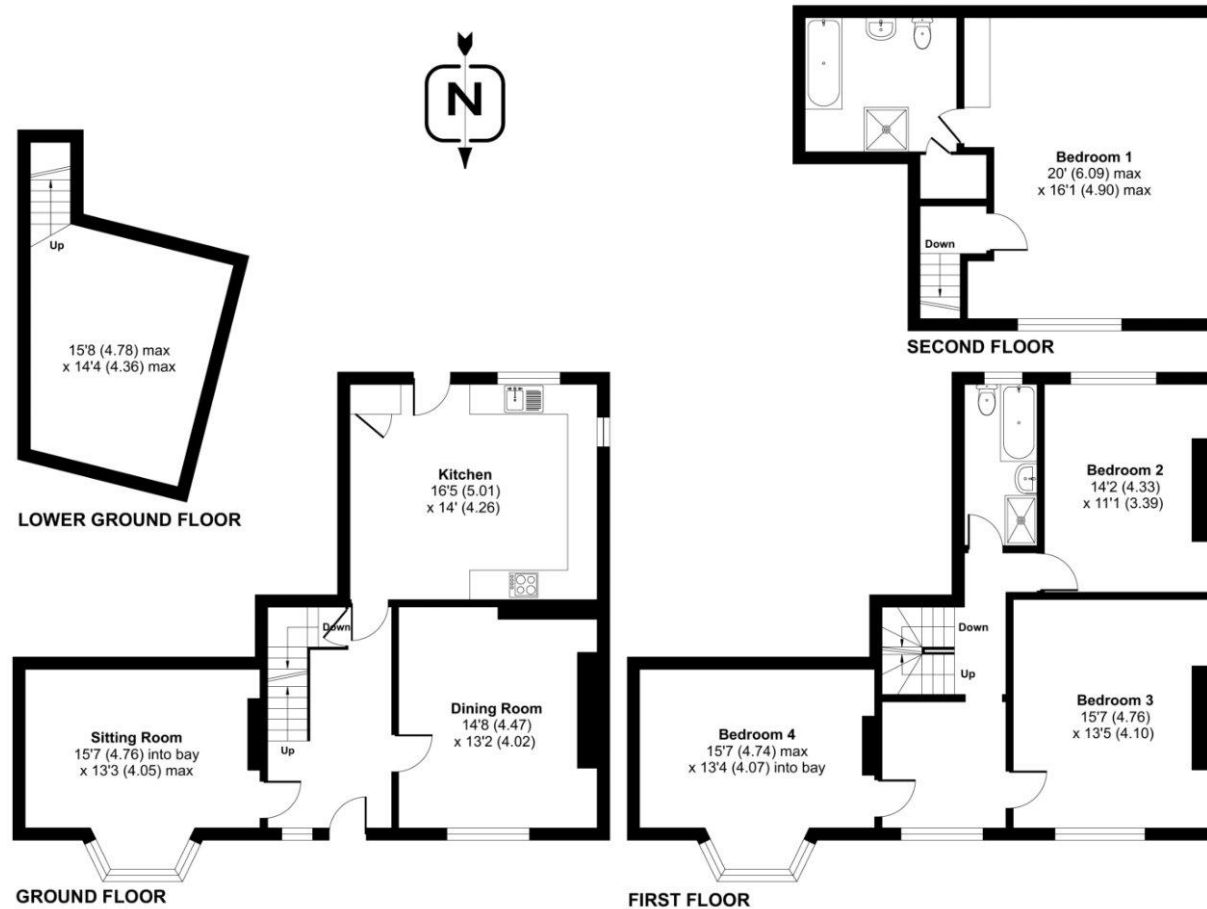 N
Up
15'8 (4.78) max
x 14'4 (4.36) max
LOWER GROUND FLOOR
Bedroom 1
20' (6.09) max
x 16'1 (4.90) max
Down
SECOND FLOOR
Kitchen
16'5 (5.01)
x 14' (4.26)
Down
Up
Sitting Room
15'7 (4.76) into bay
x 13'3 (4.05) max
Dining Room
14'8 (4.47)
x 13'2 (4.02)
GROUND FLOOR
Bedroom 2
14'2 (4.33)
x 11'1 (3.39)
Down
Up
Bedroom 4
15'7 (4.74) max
x 13'4 (4.07) into bay
Bedroom 3
15'7 (4.76)
x 13'5 (4.10)
FIRST FLOOR